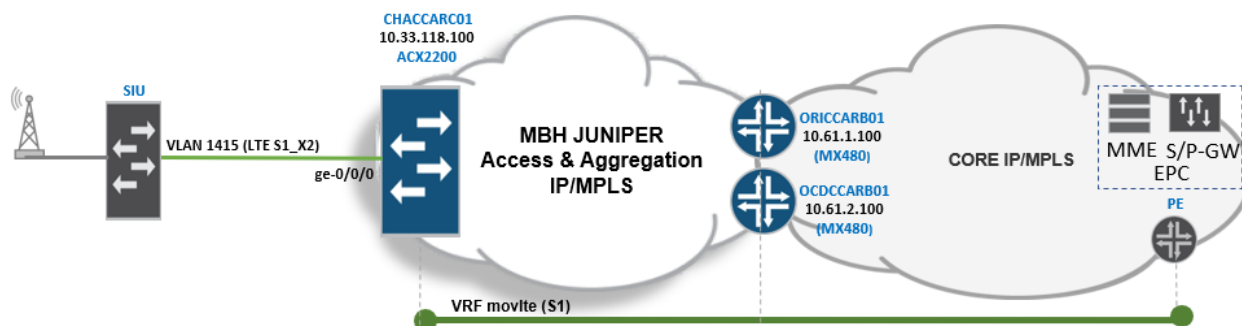 CHACCARC01
10.33.118.100
ACX2200
SIU
VLAN 1415 (LTE S1_X2)
ge-0/0/0
MBH JUNIPER
Access & Aggregation
IP/MPLS
ORICCARB01
10.61.1.100
(MX480)
OCDCCARB01
10.61.2.100
(MX480)
CORE IP/MPLS
MME S/P-GW
EPC
PE
VRF movlte (S1)